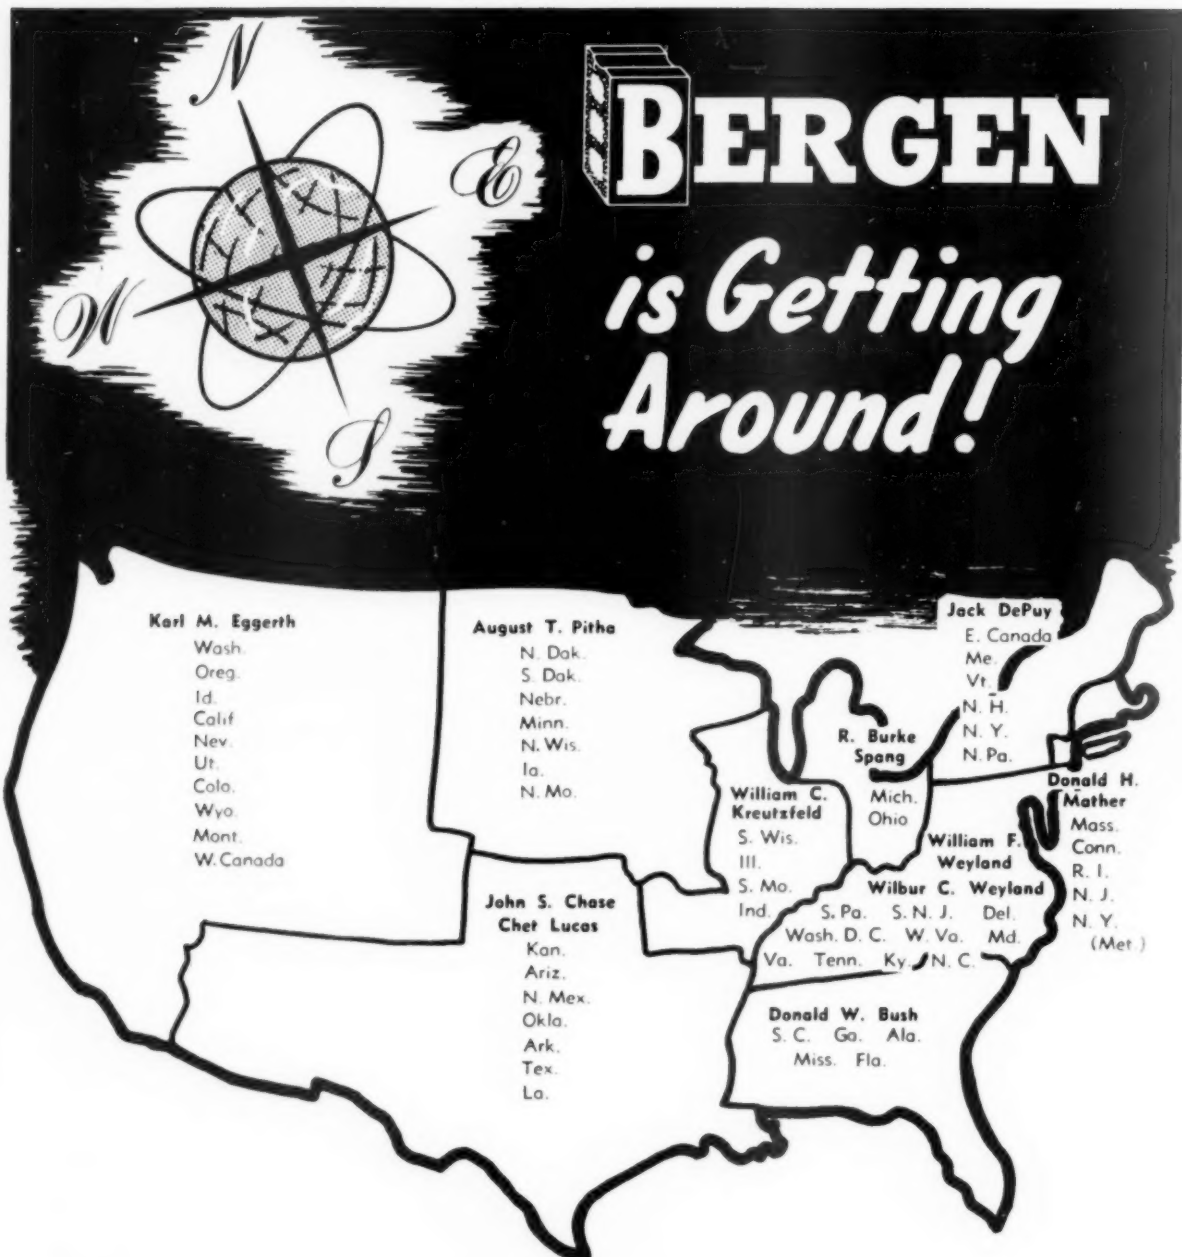 N
E
W
S
BERGEN
is Getting
Around!
Karl M. Eggerth
Wash.
Oreg.
Id.
Calif
Nev.
Ut.
Colo.
Wyo.
Mont.
W. Canada
August T. Pitha
N. Dak.
S. Dak.
Nebr.
Minn.
N. Wis.
Ia.
N. Mo.
Jack DePuy
E. Canada
Me.
Vt.
N. H.
N. Y.
N. Pa.
R. Burke
Spang
Mich.
Ohio
William C.
Kreutzfeld
S. Wis.
Ill.
S. Mo.
Ind.
Donald H.
Mather
Mass.
Conn.
R. I.
N. J.
N. Y.
(Met.)
William F.
Weyland
Wilbur C. Weyland
S. Pa. S. N. J. Del.
Wash. D. C. W. Va. Md.
Va. Tenn. Ky. N. C.
John S. Chase
Chet Lucas
Kan.
Ariz.
N. Mex.
Okla.
Ark.
Tex.
La.
Donald W. Bush
S. C. Ga. Ala.
Miss. Fla.